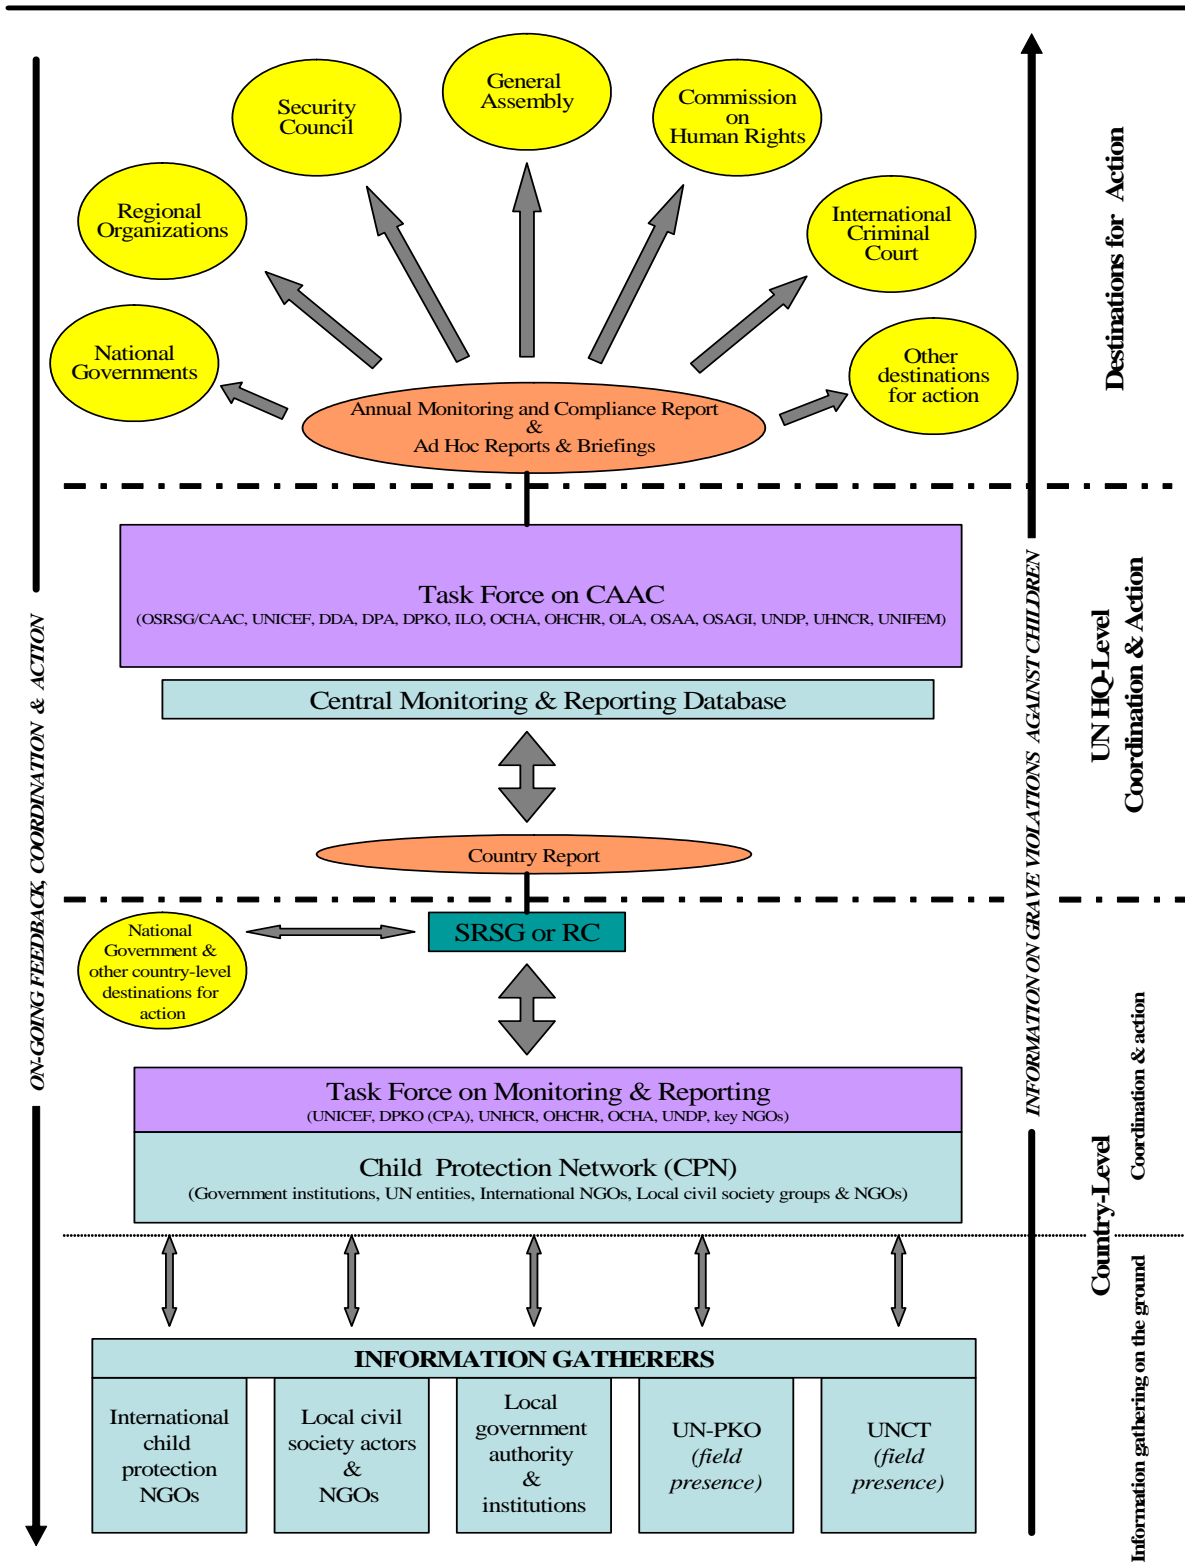 General
Assembly
Security
Council
Commission
on
Human Rights
Regional
Organizations
International
Criminal
Court
National
Governments
Other
destinations
for action
Annual Monitoring and Compliance Report
&
Ad Hoc Reports & Briefings
Destinations for Action
Task Force on CAAC
(OSRSG/CAAC, UNICEF, DDA, DPA, DPKO, ILO, OCHA, OHCHR, OLA, OSAA, OSAGI, UNDP, UHNCR, UNIFEM)
Central Monitoring & Reporting Database
Country Report
UN HQ-Level
Coordination & Action
ON-GOING FEEDBACK, COORDINATION & ACTION
INFORMATION ON GRAVE VIOLATIONS AGAINST CHILDREN
SRSG or RC
National
Government &
other country-level
destinations for
action
Task Force on Monitoring & Reporting
(UNICEF, DPKO (CPA), UNHCR, OHCHR, OCHA, UNDP, key NGOs)
Child Protection Network (CPN)
(Government institutions, UN entities, International NGOs, Local civil society groups & NGOs)
Country-Level
Coordination & action
Information gathering on the ground
INFORMATION GATHERERS
International
child
protection
NGOs
Local civil
society actors
&
NGOs
Local
government
authority
&
institutions
UN-PKO
(field
presence)
UNCT
(field
presence)